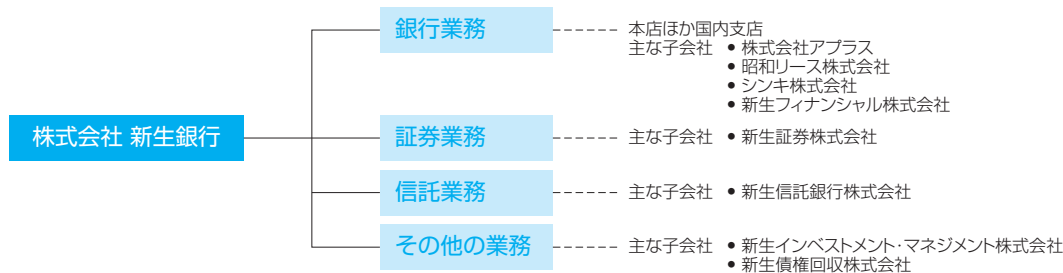 株式会社 新生銀行
銀行業務
本店ほか国内支店
主な子会社 ● 株式会社アプラス
● 昭和リース株式会社
● シンキ株式会社
● 新生フィナンシャル株式会社
証券業務
主な子会社 ● 新生証券株式会社
信託業務
主な子会社 ● 新生信託銀行株式会社
その他の業務
主な子会社 ● 新生インベストメント・マネジメント株式会社
● 新生債権回収株式会社